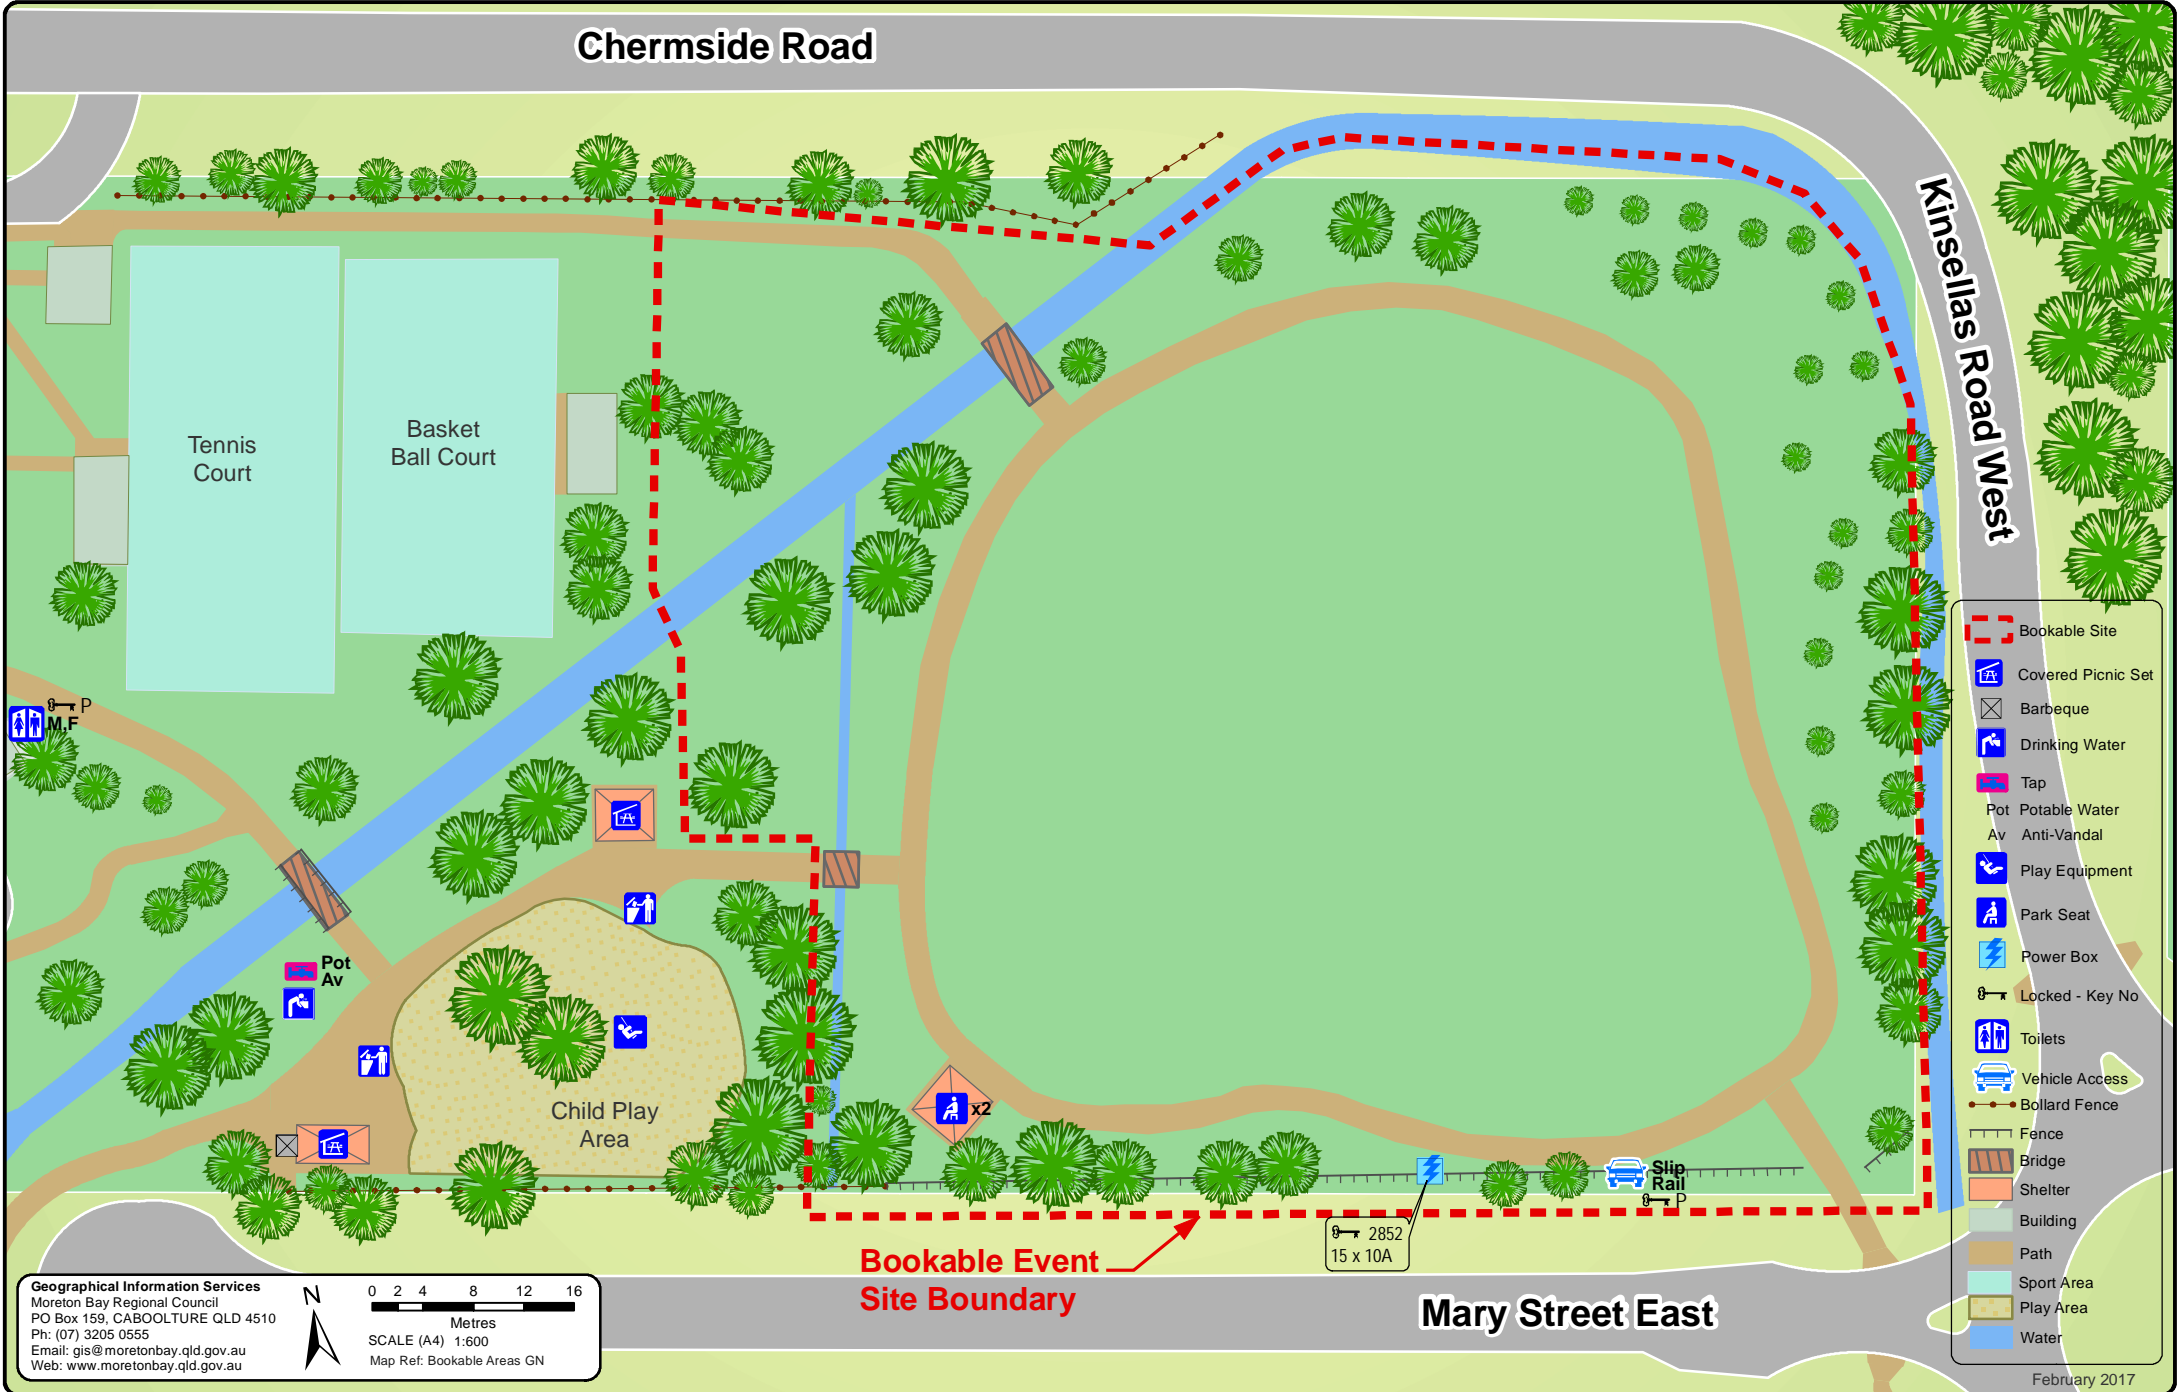 Chermside Road
Kinsellas Road West
Tennis
Court
Basket
Ball Court
P
M,F
Pot
Av
Child Play
Area
x2
Slip
Rail
P
2852
15 x 10A
Bookable Event
Site Boundary
Mary Street East
Bookable Site
Covered Picnic Set
Barbeque
Drinking Water
Tap
Pot Potable Water
Av Anti-Vandal
Play Equipment
Park Seat
Power Box
Locked - Key No
Toilets
Vehicle Access
Bollard Fence
Fence
Bridge
Shelter
Building
Path
Sport Area
Play Area
Water
Geographical Information Services
Moreton Bay Regional Council
PO Box 159, CABOOLTURE QLD 4510
Ph: (07) 3205 0555
Email: gis@moretonbay.qld.gov.au
Web: www.moretonbay.qld.gov.au
N
0 2 4 8 12 16
Metres
SCALE (A4) 1:600
Map Ref: Bookable Areas GN
February 2017